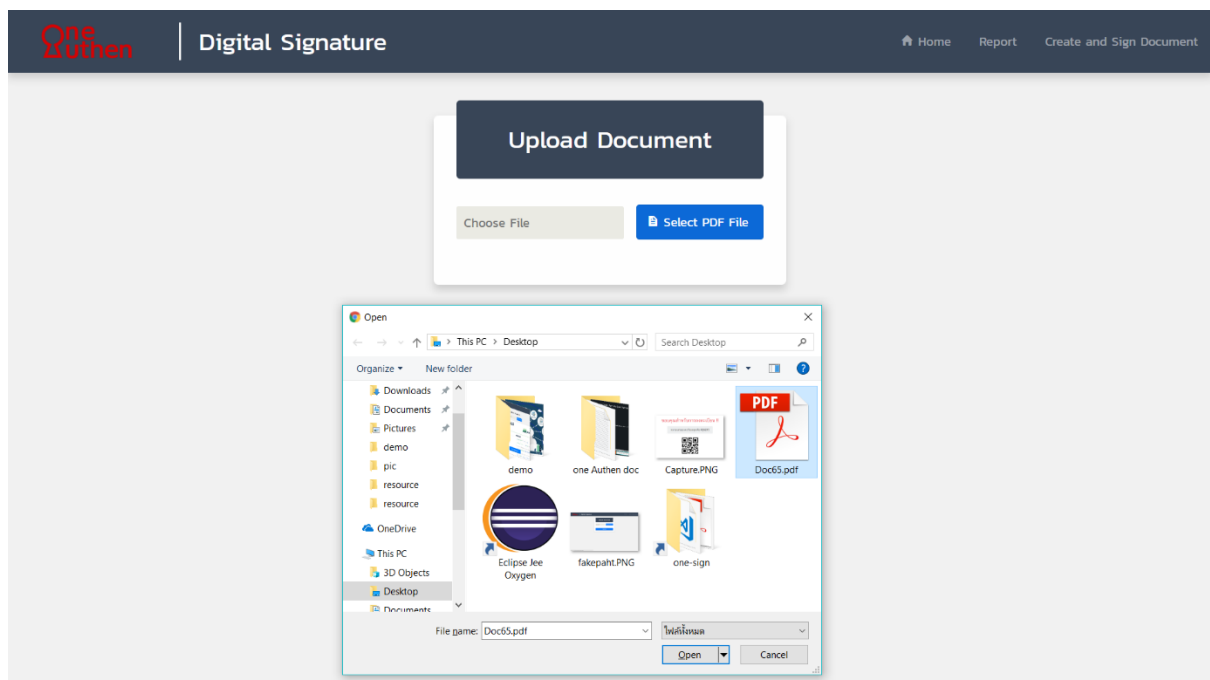 One Authen
Digital Signature
Home Report Create and Sign Document
Upload Document
Choose File
Select PDF File
Open
This PC > Desktop
Search Desktop
Organize
New folder
Downloads
Documents
Pictures
demo
pic
resource
resource
OneDrive
This PC
3D Objects
Desktop
Documents
demo
one Authen doc
Capture.PNG
PDF
Doc65.pdf
Eclipse Jee Oxygen
fakepaht.PNG
one-sign
File name: Doc65.pdf
ไฟล์ทั้งหมด
Open
Cancel